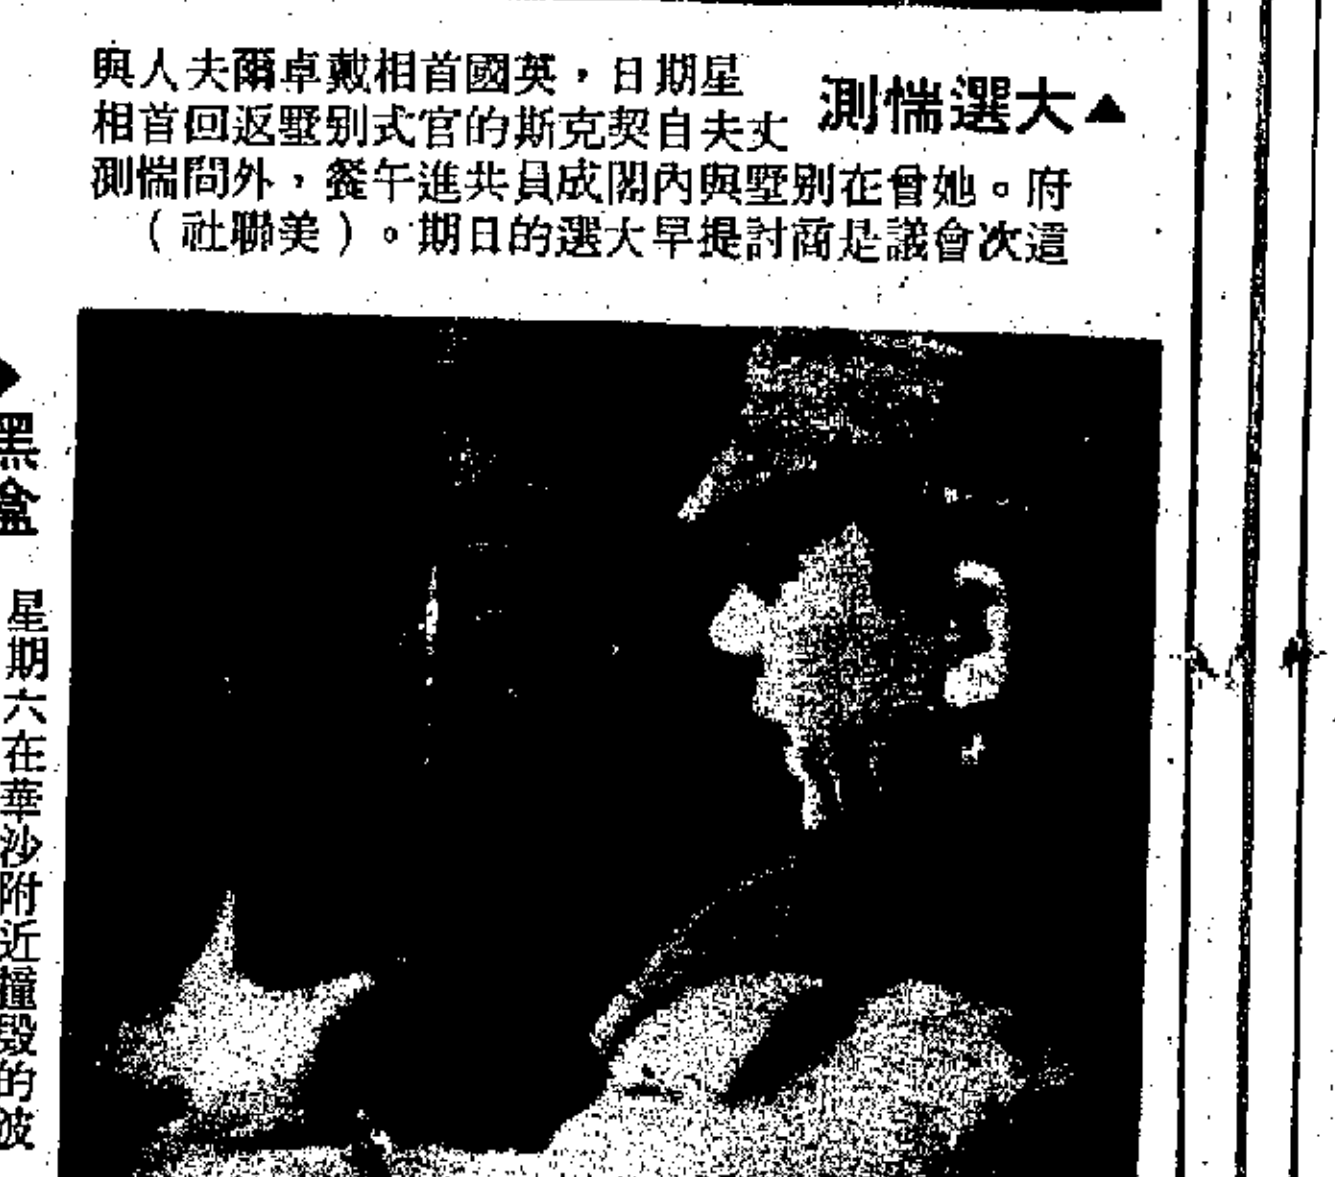 ▲大選惴測
星期日，英國首相戴卓爾夫人與
丈夫自契克斯的官式别墅返回首相
府。她曾在别墅與內閣成員共進午餐，外間惴測
這次會議是商討提早大選的日期。（美聯社）
黑盒 星期六在華沙附近撞毀的波